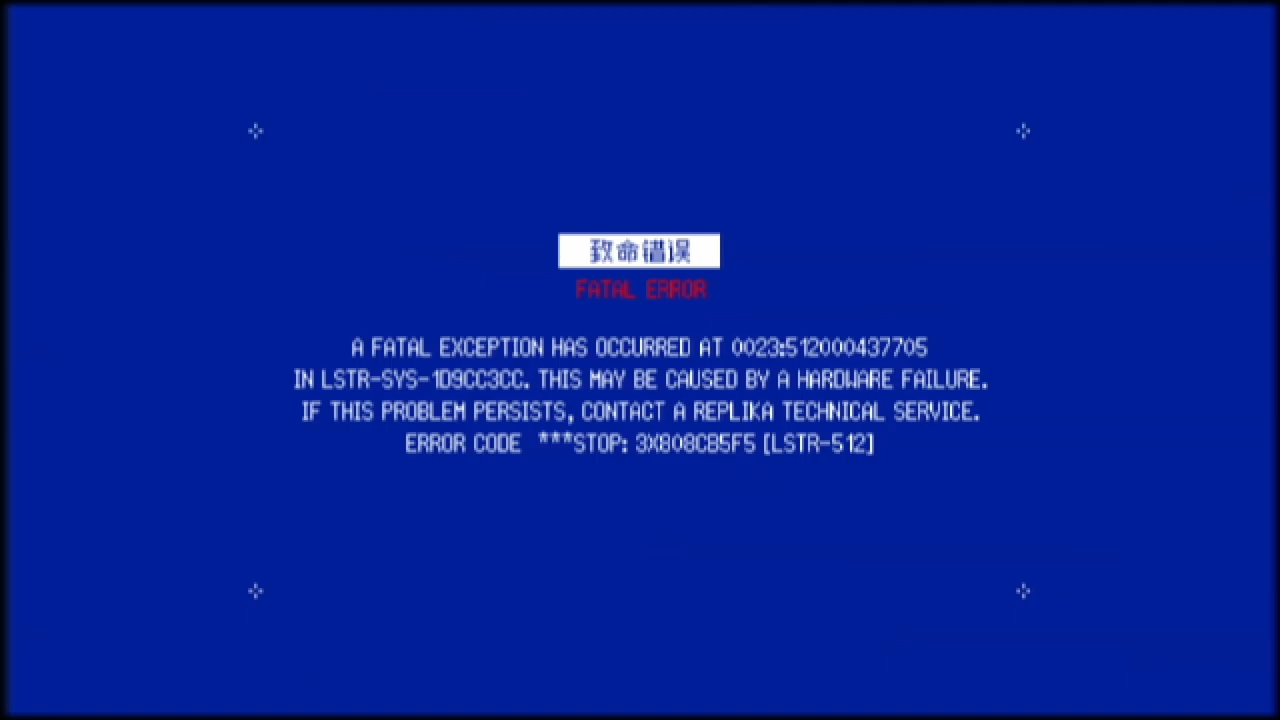 致命错误
FATAL ERROR
A FATAL EXCEPTION HAS OCCURRED AT 0023:512000437705
IN LSTR-SYS-1D9CC3CC. THIS MAY BE CAUSED BY A HARDWARE FAILURE.
IF THIS PROBLEM PERSISTS, CONTACT A REPLIKA TECHNICAL SERVICE.
ERROR CODE ***STOP: 3X808CB5F5 [LSTR-512]